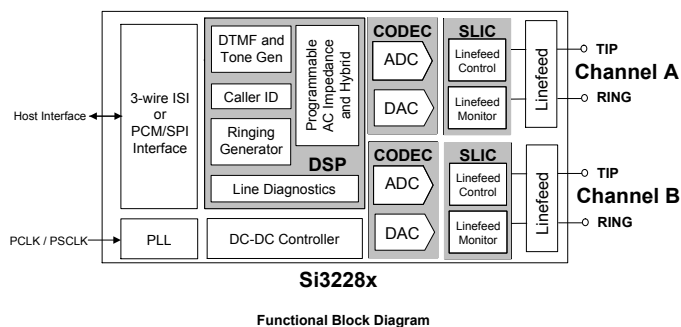 Host Interface
PCLK / PSCLK
3-wire ISI
or
PCM/SPI
Interface
PLL
DTMF and
Tone Gen
Caller ID
Ringing
Generator
Programmable
AC Impedance
and Hybrid
DSP
Line Diagnostics
DC-DC Controller
CODEC
ADC
DAC
SLIC
Linefeed
Control
Linefeed
Monitor
Linefeed
TIP
Channel A
RING
CODEC
ADC
DAC
SLIC
Linefeed
Control
Linefeed
Monitor
Linefeed
TIP
Channel B
RING
Si3228x
Functional Block Diagram